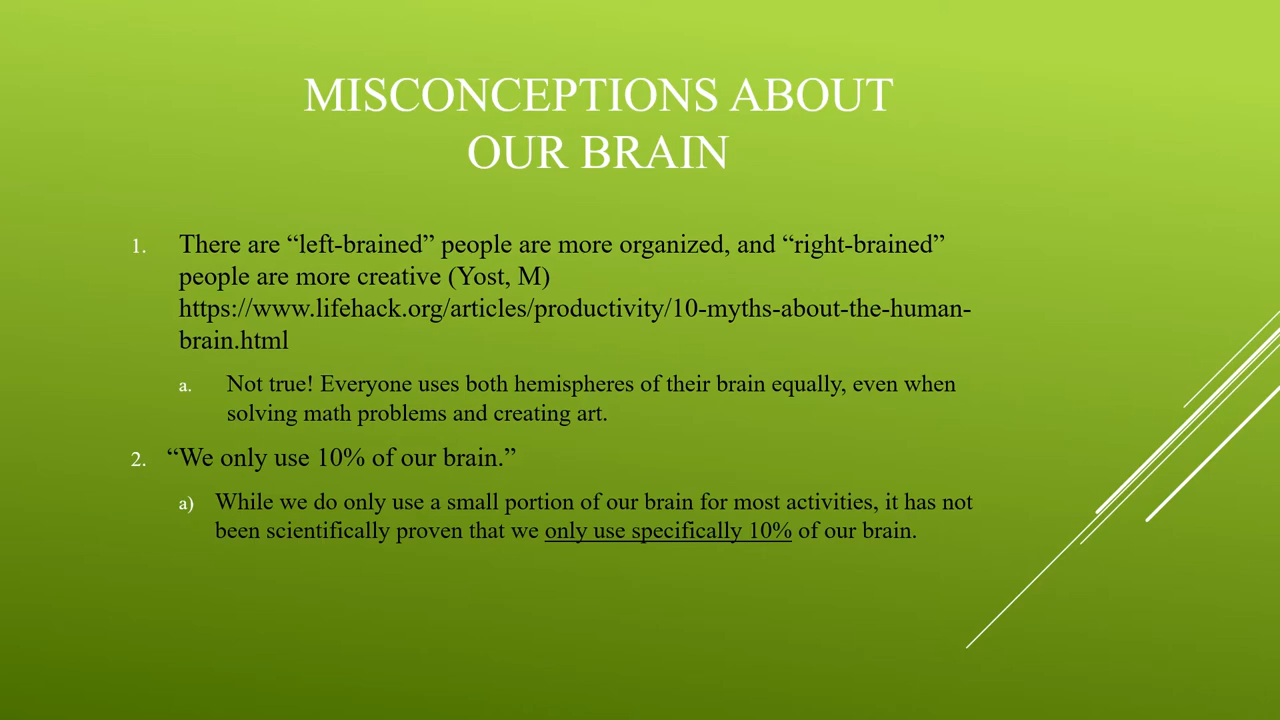 MISCONCEPTIONS ABOUT
OUR BRAIN
1. There are “left-brained” people are more organized, and “right-brained”
people are more creative (Yost, M)
https://www.lifehack.org/articles/productivity/10-myths-about-the-human-
brain.html
a. Not true! Everyone uses both hemispheres of their brain equally, even when
solving math problems and creating art.
2. “We only use 10% of our brain.”
a) While we do only use a small portion of our brain for most activities, it has not
been scientifically proven that we only use specifically 10% of our brain.